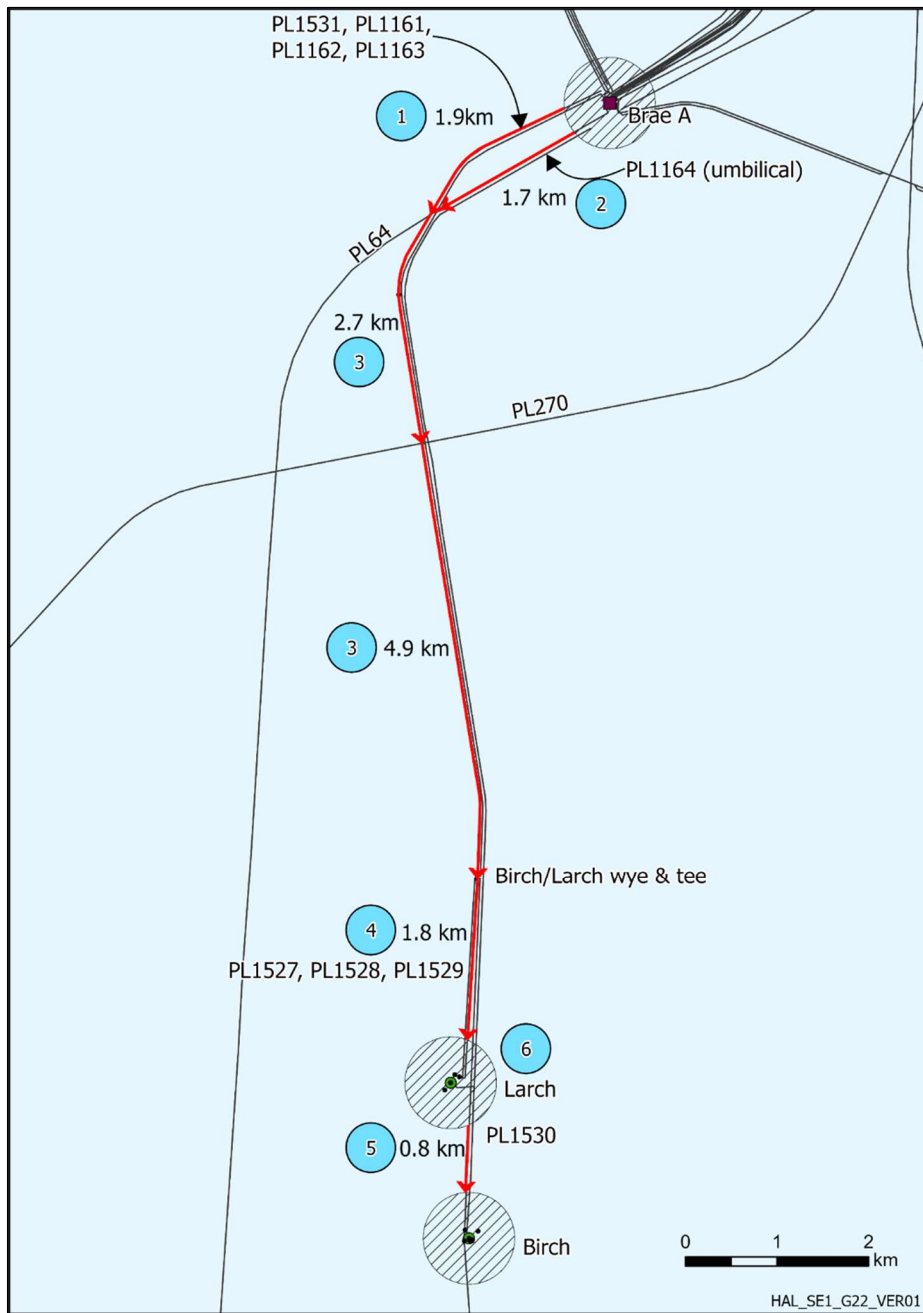 PL1531, PL1161,
PL1162, PL1163
1
1.9km
Brae A
PL1164 (umbilical)
1.7 km
2
PL64
2.7 km
3
PL270
3
4.9 km
Birch/Larch wye & tee
4
1.8 km
PL1527, PL1528, PL1529
6
Larch
PL1530
5
0.8 km
Birch
0 1 2
km
HAL_SE1_G22_VER01